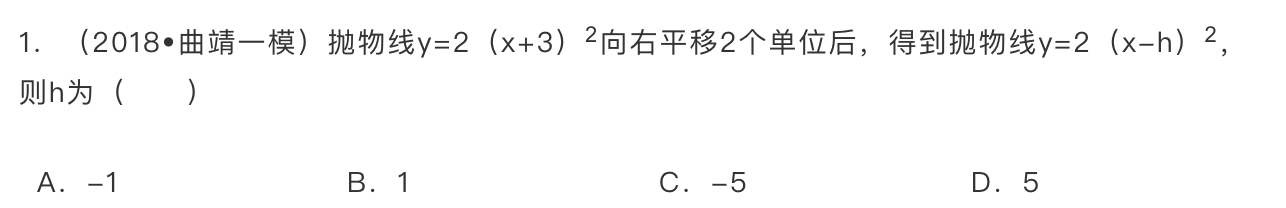 1. （2018•曲靖一模）抛物线y=2（x+3）²向右平移2个单位后，得到抛物线y=2（x−h）²，
则h为（　　）
A. −1 B. 1 C. −5 D. 5